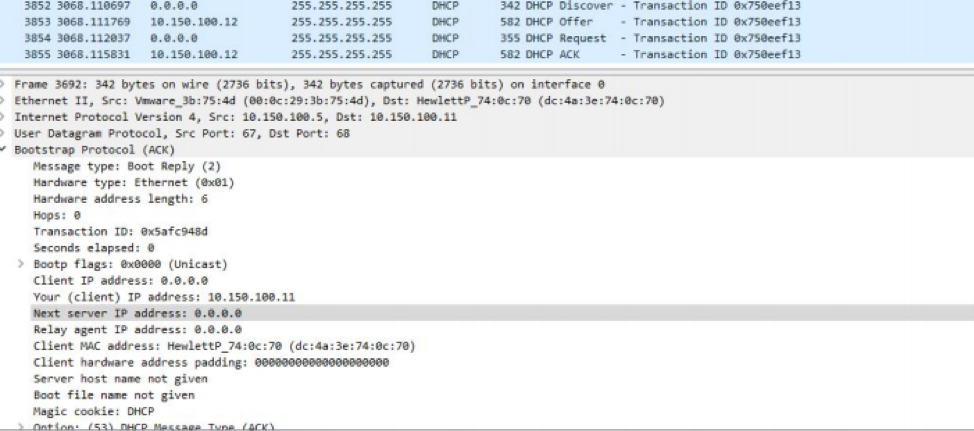 3852 3068.110697 0.0.0.0 255.255.255.255 DHCP 342 DHCP Discover - Transaction ID 0x750eef13
3853 3068.111769 10.150.100.12 255.255.255.255 DHCP 582 DHCP Offer - Transaction ID 0x750eef13
3854 3068.112037 0.0.0.0 255.255.255.255 DHCP 355 DHCP Request - Transaction ID 0x750eef13
3855 3068.115831 10.150.100.12 255.255.255.255 DHCP 582 DHCP ACK - Transaction ID 0x750eef13
Frame 3692: 342 bytes on wire (2736 bits), 342 bytes captured (2736 bits) on interface 0
Ethernet II, Src: Vmware_3b:75:4d (00:0c:29:3b:75:4d), Dst: HewlettP_74:0c:70 (dc:4a:3e:74:0c:70)
Internet Protocol Version 4, Src: 10.150.100.5, Dst: 10.150.100.11
User Datagram Protocol, Src Port: 67, Dst Port: 68
Bootstrap Protocol (ACK)
Message type: Boot Reply (2)
Hardware type: Ethernet (0x01)
Hardware address length: 6
Hops: 0
Transaction ID: 0x5afc948d
Seconds elapsed: 0
Bootp flags: 0x0000 (Unicast)
Client IP address: 0.0.0.0
Your (client) IP address: 10.150.100.11
Next server IP address: 0.0.0.0
Relay agent IP address: 0.0.0.0
Client MAC address: HewlettP_74:0c:70 (dc:4a:3e:74:0c:70)
Client hardware address padding: 00000000000000000000
Server host name not given
Boot file name not given
Magic cookie: DHCP
Option: (53) DHCP Message Type (ACK)